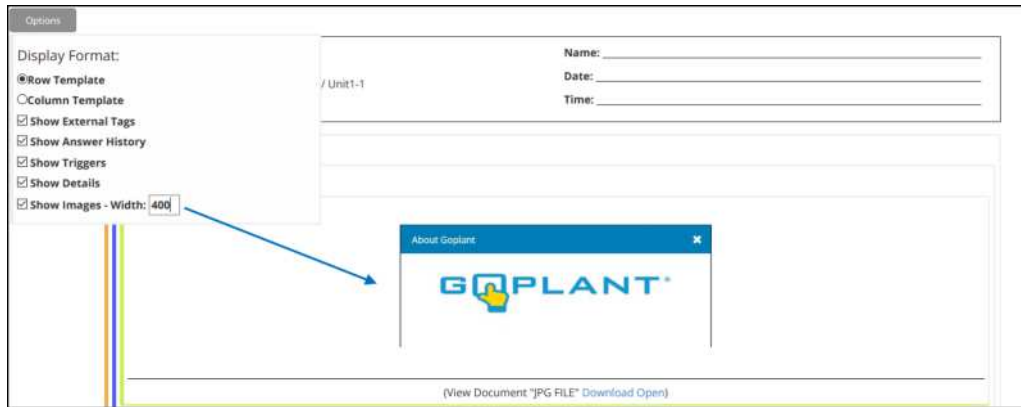 Options
Display Format:
Row Template
Column Template
Show External Tags
Show Answer History
Show Triggers
Show Details
Show Images - Width: 400
/ Unit1-1
Name:
Date:
Time:
About Goplant
GOPLANT
(View Document "JPG FILE" Download Open)